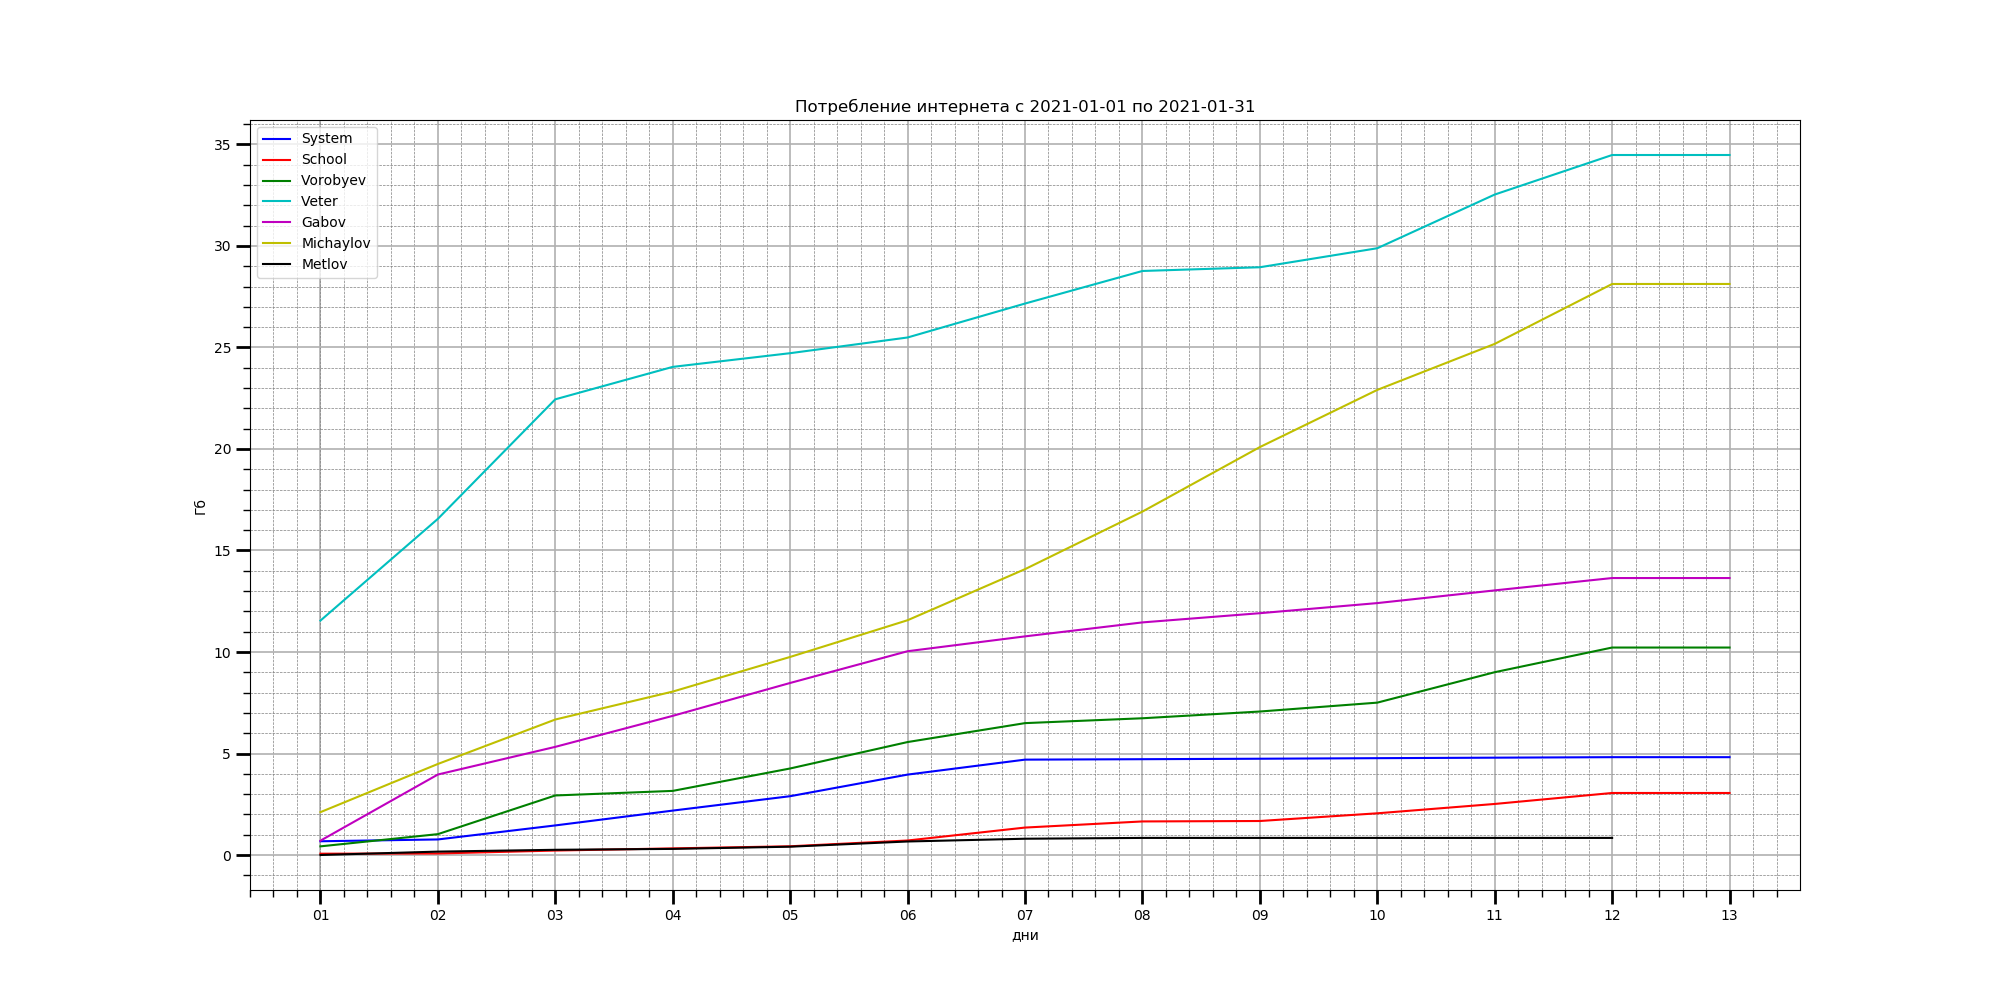 Потребление интернета с 2021-01-01 по 2021-01-31
System
School
Vorobyev
Veter
Gabov
Michaylov
Metlov
35
30
25
20
15
10
5
0
Гб
01 02 03 04 05 06 07 08 09 10 11 12 13
дни